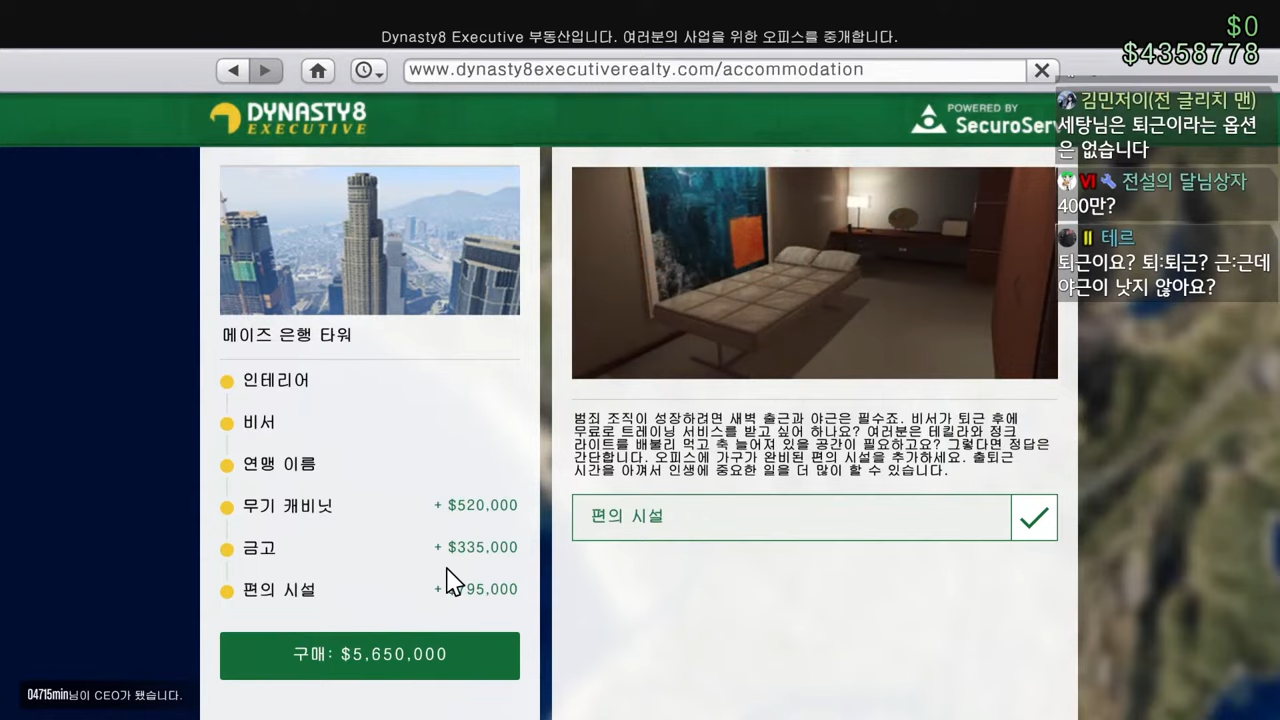 $0
$4358778
Dynasty8 Executive 부동산입니다. 여러분의 사업을 위한 오피스를 중개합니다.
www.dynasty8executiverealty.com/accommodation
DYNASTY8
EXECUTIVE
POWERED BY
SecuroServ
김민저이(전 글리치 맨)
세탕님은 퇴근이라는 옵션
은 없습니다
VI 전설의 달님상자
400만?
II 테르
퇴근이요? 퇴:퇴근? 근:근데
야근이 낫지 않아요?
메이즈 은행 타워
인테리어
비서
연맹 이름
무기 캐비닛 + $520,000
금고 + $335,000
편의 시설 + 795,000
구매: $5,650,000
범죄 조직이 성장하려면 새벽 출근과 야근은 필수죠. 비서가 퇴근 후에
무료로 트레이닝 서비스를 받고 싶어 하나요? 여러분은 테킬라와 정크
라이트를 배불리 먹고 축 늘어져 있을 공간이 필요하고요? 그렇다면 정답은
간단합니다. 오피스에 가구가 완비된 편의 시설을 추가하세요. 출퇴근
시간을 아껴서 인생에 중요한 일을 더 많이 할 수 있습니다.
편의 시설
04715min님이 CEO가 됐습니다.